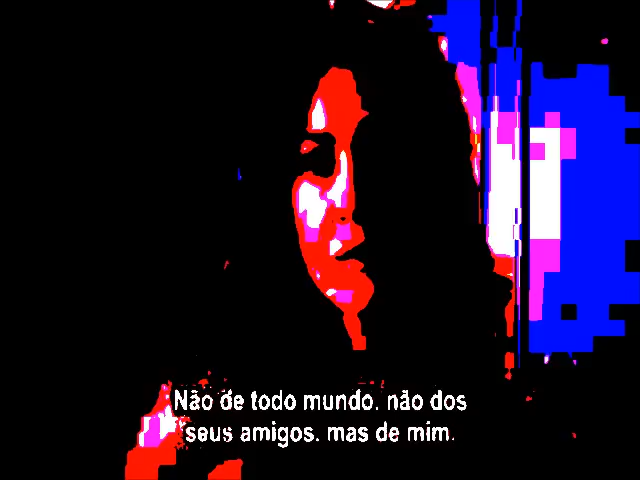 Não de todo mundo. não dos
seus amigos. mas de mim.